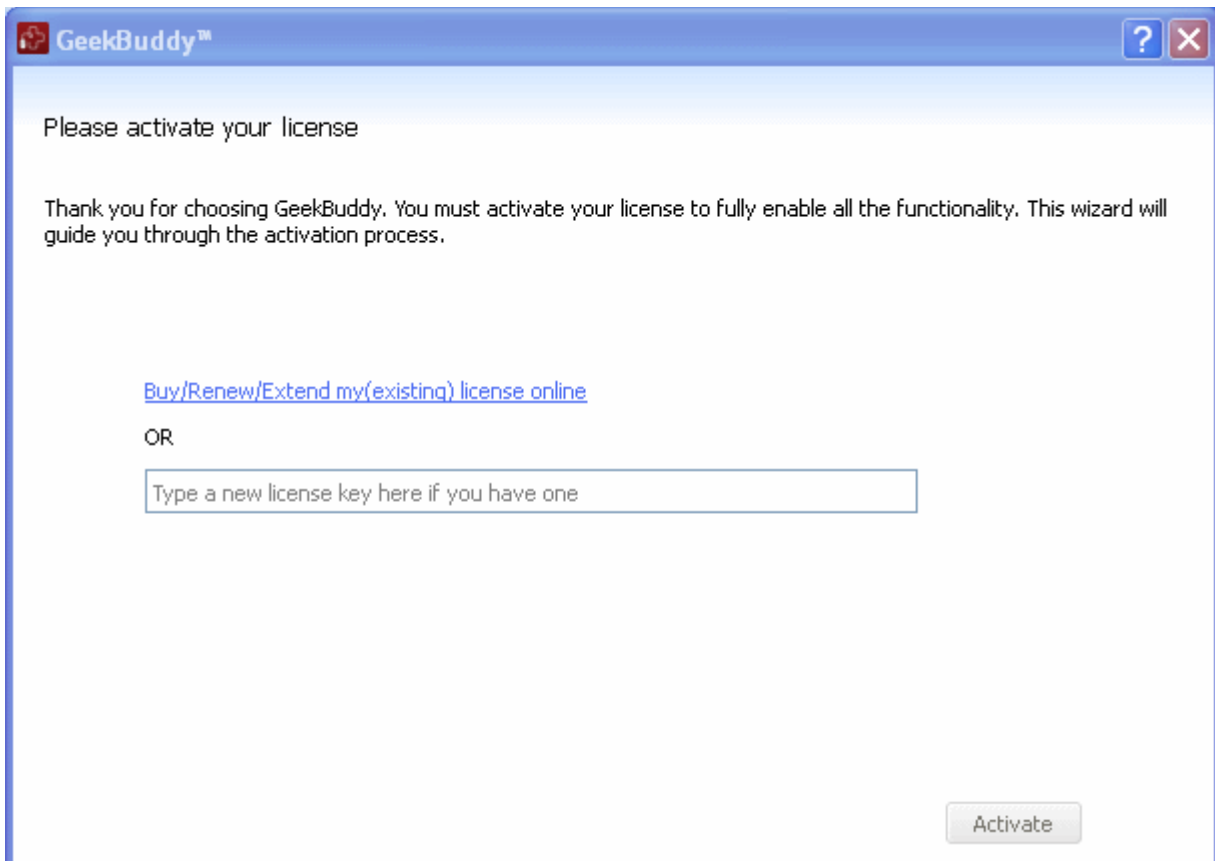 GeekBuddy™
?
Please activate your license
Thank you for choosing GeekBuddy. You must activate your license to fully enable all the functionality. This wizard will
guide you through the activation process.
Buy/Renew/Extend my(existing) license online
OR
Type a new license key here if you have one
Activate